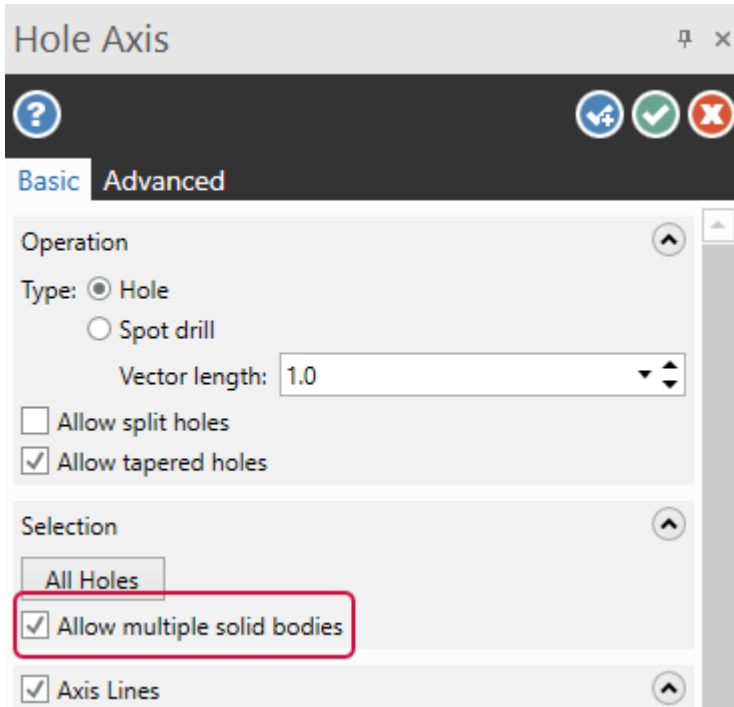 Hole Axis
?
Basic Advanced
Operation
Type: Hole
Spot drill
Vector length: 1.0
Allow split holes
Allow tapered holes
Selection
All Holes
Allow multiple solid bodies
Axis Lines